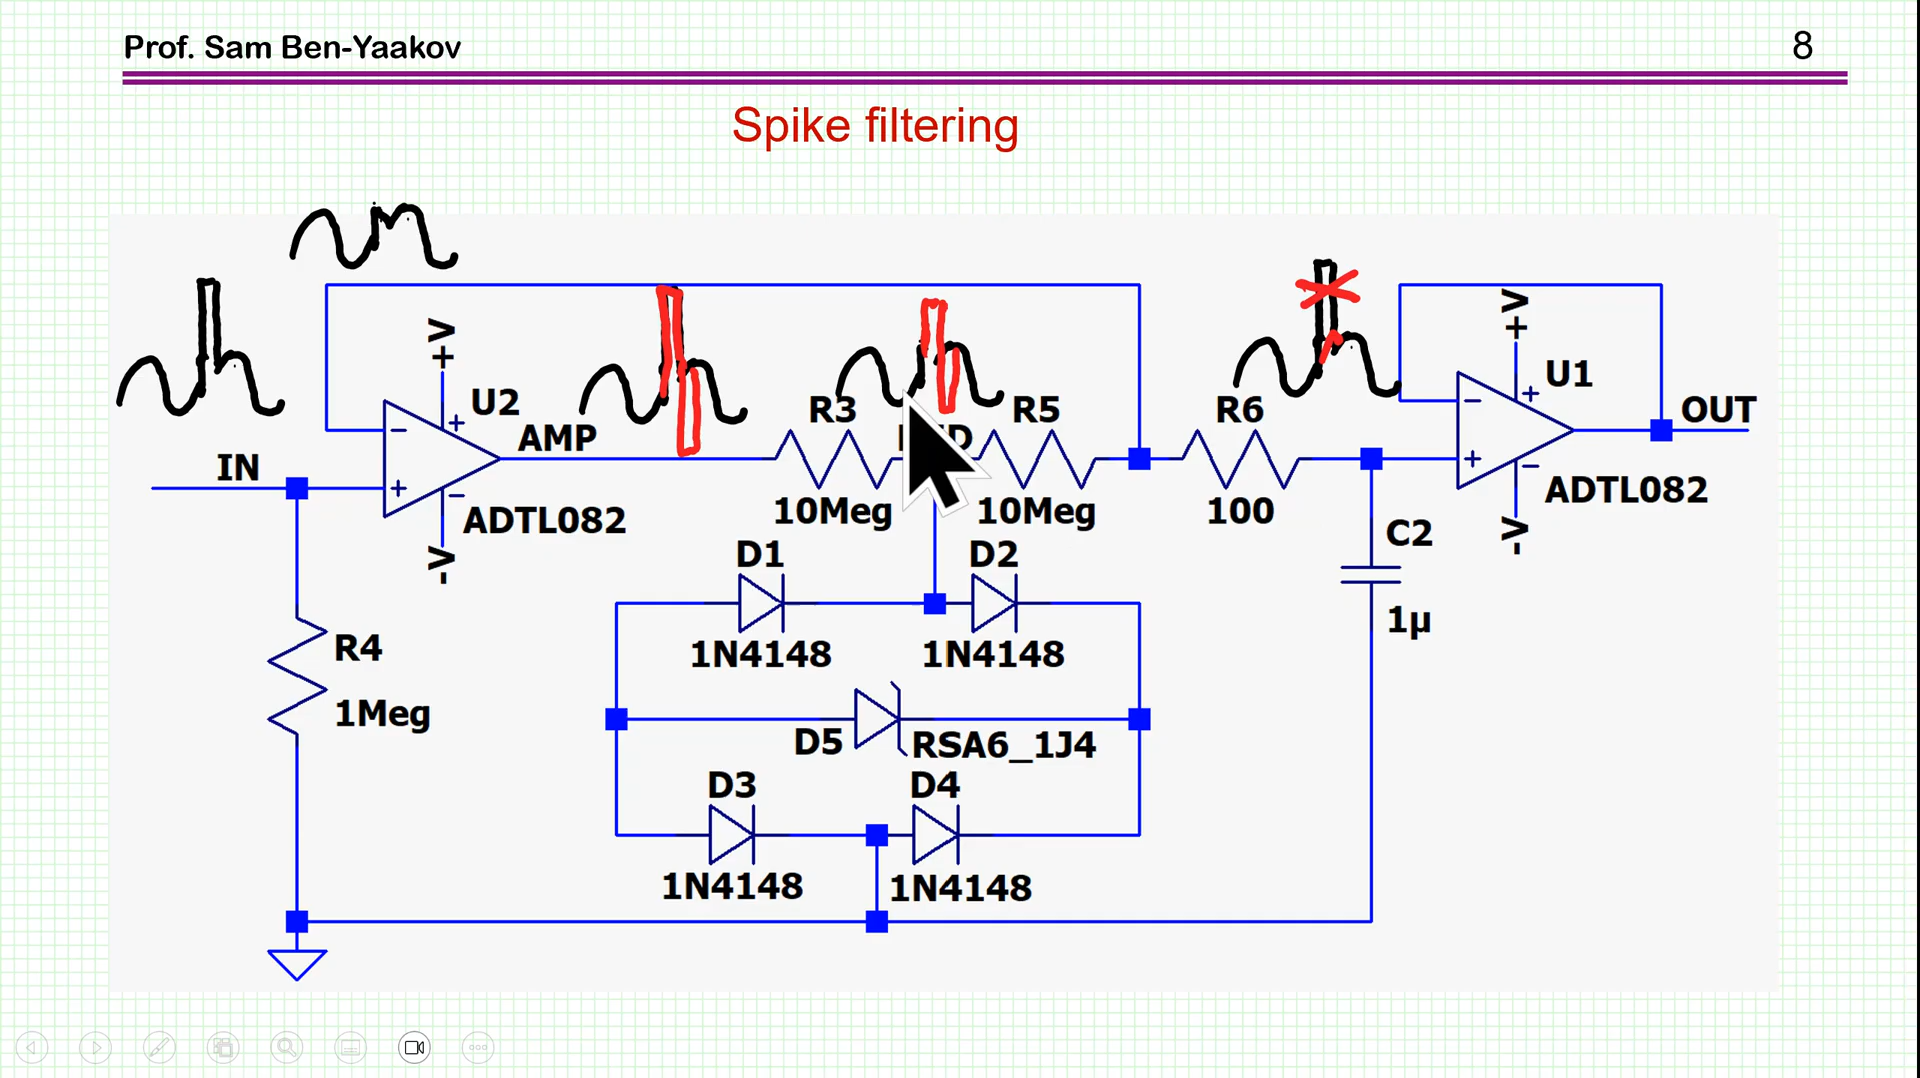 Prof. Sam Ben-Yaakov
8
Spike filtering
+V
U2
-V
ADTL082
IN
AMP
R3
10Meg
R5
10Meg
R6
100
+V
U1
-V
ADTL082
OUT
C2
1µ
R4
1Meg
D1
1N4148
D2
1N4148
D5
RSA6_1J4
D3
1N4148
D4
1N4148